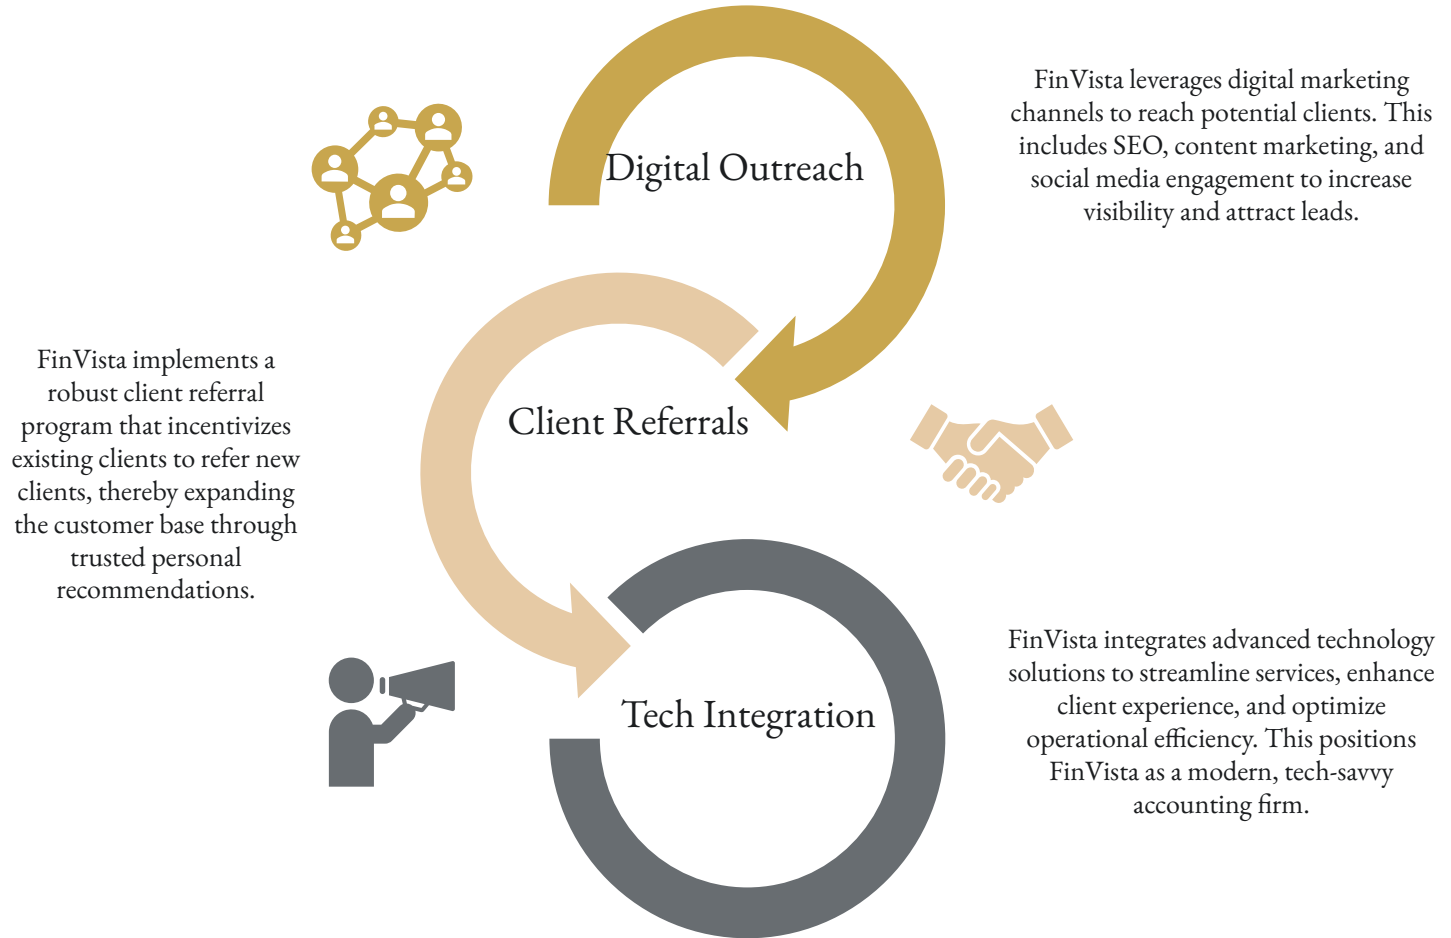 Digital Outreach
FinVista leverages digital marketing
channels to reach potential clients. This
includes SEO, content marketing, and
social media engagement to increase
visibility and attract leads.
Client Referrals
FinVista implements a
robust client referral
program that incentivizes
existing clients to refer new
clients, thereby expanding
the customer base through
trusted personal
recommendations.
Tech Integration
FinVista integrates advanced technology
solutions to streamline services, enhance
client experience, and optimize
operational efficiency. This positions
FinVista as a modern, tech-savvy
accounting firm.